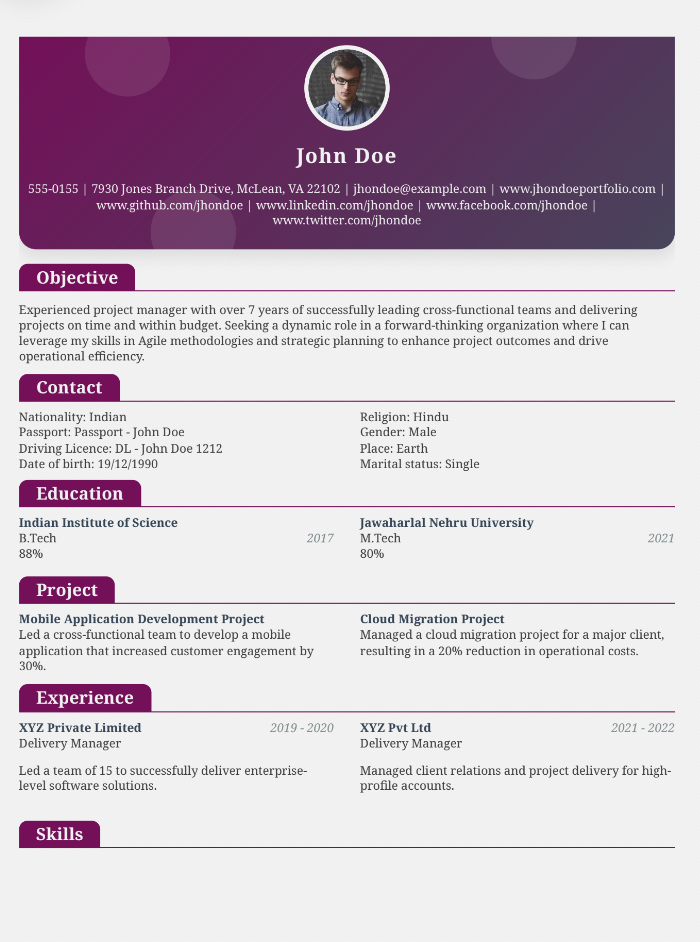 John Doe
555-0155 | 7930 Jones Branch Drive, McLean, VA 22102 | jhondoe@example.com | www.jhondoeportfolio.com |
www.github.com/jhondoe | www.linkedin.com/jhondoe | www.facebook.com/jhondoe |
www.twitter.com/jhondoe
Objective
Experienced project manager with over 7 years of successfully leading cross-functional teams and delivering
projects on time and within budget. Seeking a dynamic role in a forward-thinking organization where I can
leverage my skills in Agile methodologies and strategic planning to enhance project outcomes and drive
operational efficiency.
Contact
Nationality: Indian
Passport: Passport - John Doe
Driving Licence: DL - John Doe 1212
Date of birth: 19/12/1990
Religion: Hindu
Gender: Male
Place: Earth
Marital status: Single
Education
Indian Institute of Science
B.Tech 2017
88%
Jawaharlal Nehru University
M.Tech 2021
80%
Project
Mobile Application Development Project
Led a cross-functional team to develop a mobile
application that increased customer engagement by
30%.
Cloud Migration Project
Managed a cloud migration project for a major client,
resulting in a 20% reduction in operational costs.
Experience
XYZ Private Limited 2019 - 2020
Delivery Manager
Led a team of 15 to successfully deliver enterprise-
level software solutions.
XYZ Pvt Ltd 2021 - 2022
Delivery Manager
Managed client relations and project delivery for high-
profile accounts.
Skills